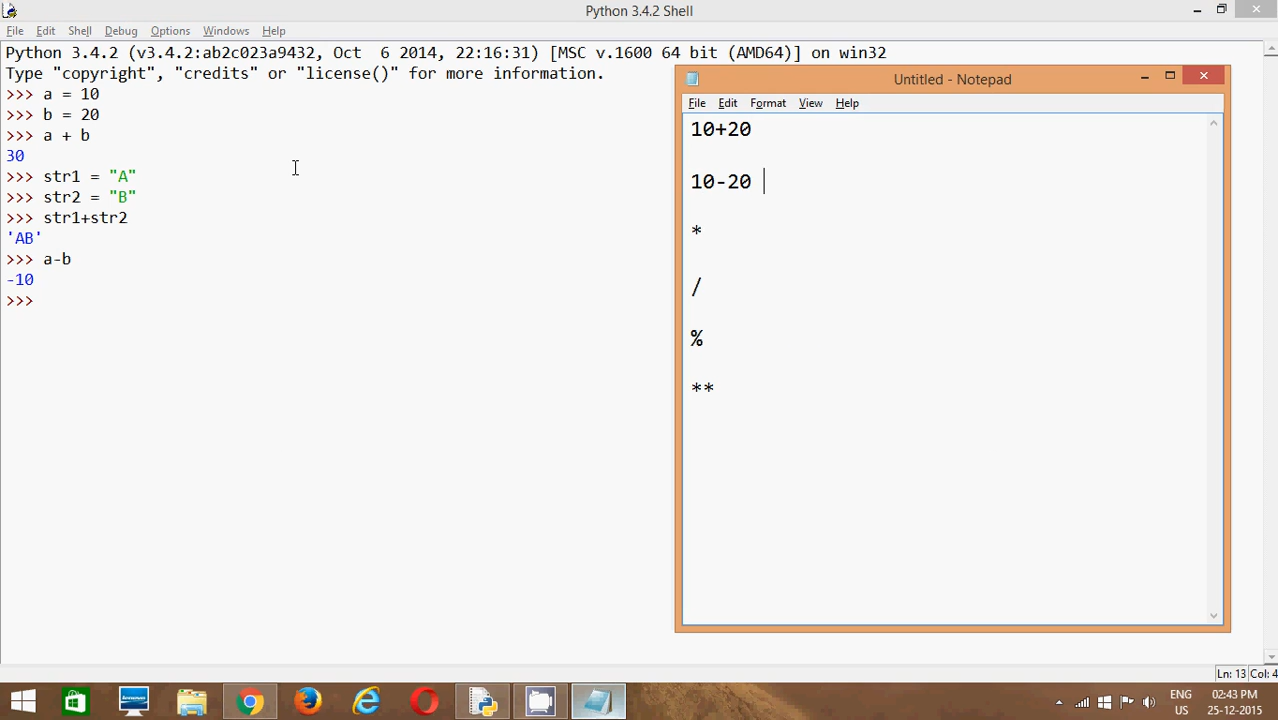 Python 3.4.2 Shell
File Edit Shell Debug Options Windows Help
Python 3.4.2 (v3.4.2:ab2c023a9432, Oct  6 2014, 22:16:31) [MSC v.1600 64 bit (AMD64)] on win32
Type "copyright", "credits" or "license()" for more information.
>>> a = 10
>>> b = 20
>>> a + b
30
>>> str1 = "A"
>>> str2 = "B"
>>> str1+str2
'AB'
>>> a-b
-10
>>>
Untitled - Notepad
File Edit Format View Help
10+20
10-20
*
/
%
**
Ln: 13 Col: 4
ENG 02:43 PM
US 25-12-2015